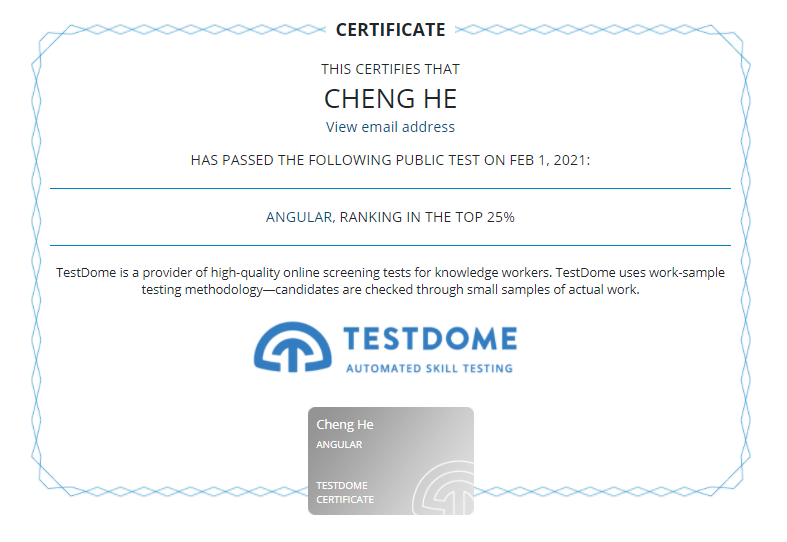 CERTIFICATE
THIS CERTIFIES THAT
CHENG HE
View email address
HAS PASSED THE FOLLOWING PUBLIC TEST ON FEB 1, 2021:
ANGULAR, RANKING IN THE TOP 25%
TestDome is a provider of high-quality online screening tests for knowledge workers. TestDome uses work-sample
testing methodology—candidates are checked through small samples of actual work.
TESTDOME
AUTOMATED SKILL TESTING
Cheng He
ANGULAR
TESTDOME
CERTIFICATE